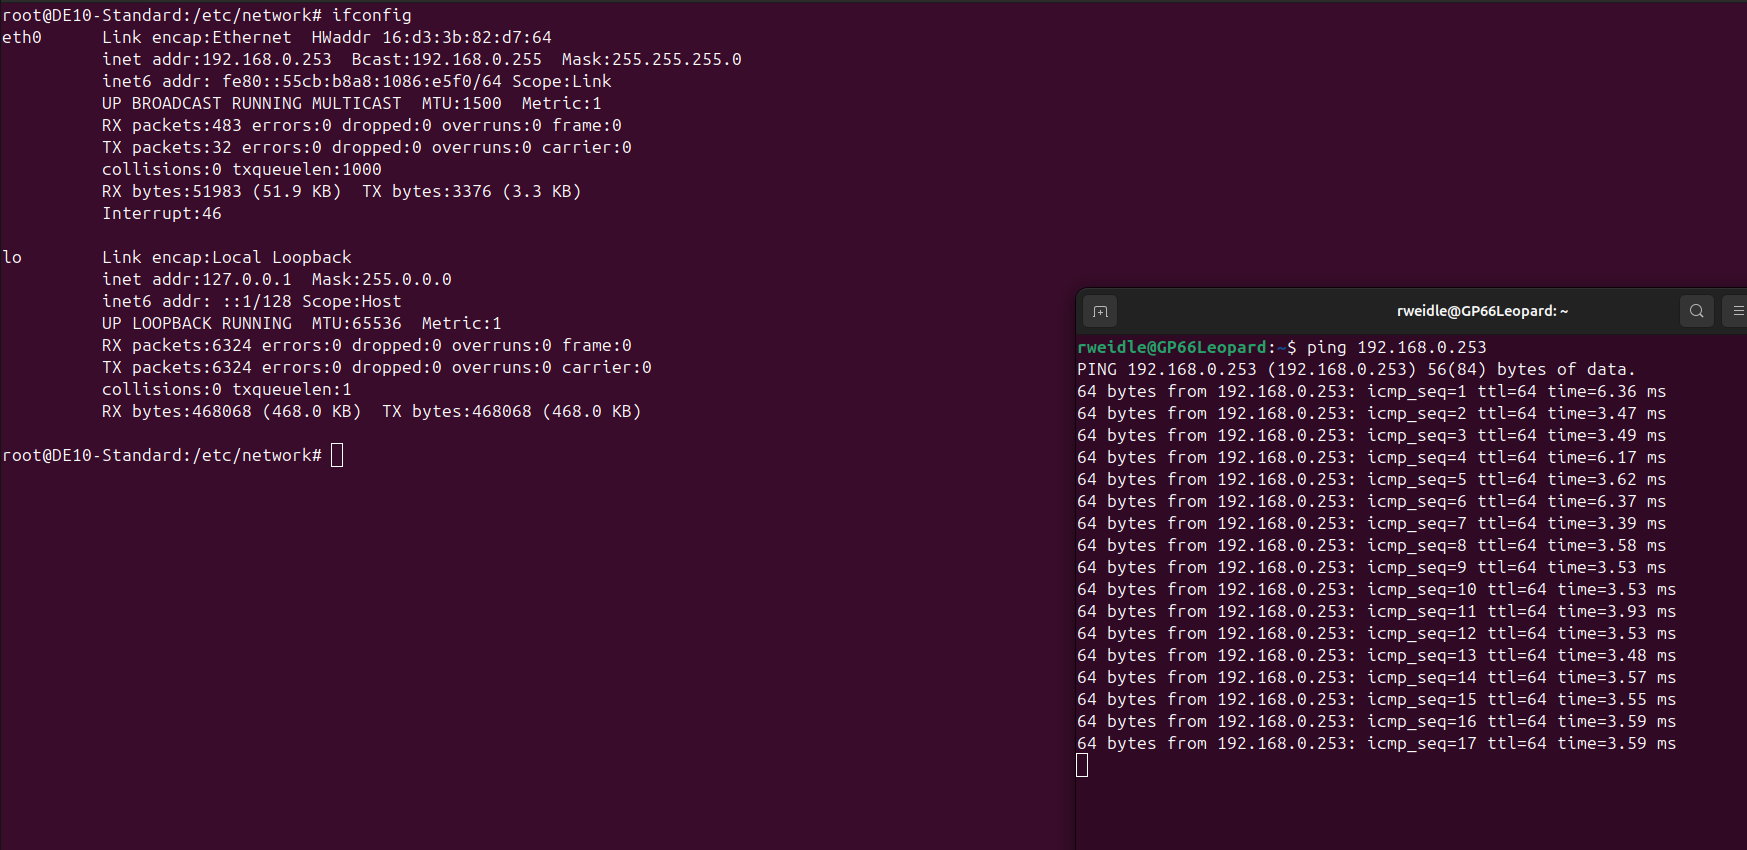 root@DE10-Standard:/etc/network# ifconfig
eth0      Link encap:Ethernet  HWaddr 16:d3:3b:82:d7:64
          inet addr:192.168.0.253  Bcast:192.168.0.255  Mask:255.255.255.0
          inet6 addr: fe80::55cb:b8a8:1086:e5f0/64 Scope:Link
          UP BROADCAST RUNNING MULTICAST  MTU:1500  Metric:1
          RX packets:483 errors:0 dropped:0 overruns:0 frame:0
          TX packets:32 errors:0 dropped:0 overruns:0 carrier:0
          collisions:0 txqueuelen:1000
          RX bytes:51983 (51.9 KB)  TX bytes:3376 (3.3 KB)
          Interrupt:46

lo        Link encap:Local Loopback
          inet addr:127.0.0.1  Mask:255.0.0.0
          inet6 addr: ::1/128 Scope:Host
          UP LOOPBACK RUNNING  MTU:65536  Metric:1
          RX packets:6324 errors:0 dropped:0 overruns:0 frame:0
          TX packets:6324 errors:0 dropped:0 overruns:0 carrier:0
          collisions:0 txqueuelen:1
          RX bytes:468068 (468.0 KB)  TX bytes:468068 (468.0 KB)

root@DE10-Standard:/etc/network#
rweidle@GP66Leopard: ~
rweidle@GP66Leopard:~$ ping 192.168.0.253
PING 192.168.0.253 (192.168.0.253) 56(84) bytes of data.
64 bytes from 192.168.0.253: icmp_seq=1 ttl=64 time=6.36 ms
64 bytes from 192.168.0.253: icmp_seq=2 ttl=64 time=3.47 ms
64 bytes from 192.168.0.253: icmp_seq=3 ttl=64 time=3.49 ms
64 bytes from 192.168.0.253: icmp_seq=4 ttl=64 time=6.17 ms
64 bytes from 192.168.0.253: icmp_seq=5 ttl=64 time=3.62 ms
64 bytes from 192.168.0.253: icmp_seq=6 ttl=64 time=6.37 ms
64 bytes from 192.168.0.253: icmp_seq=7 ttl=64 time=3.39 ms
64 bytes from 192.168.0.253: icmp_seq=8 ttl=64 time=3.58 ms
64 bytes from 192.168.0.253: icmp_seq=9 ttl=64 time=3.53 ms
64 bytes from 192.168.0.253: icmp_seq=10 ttl=64 time=3.53 ms
64 bytes from 192.168.0.253: icmp_seq=11 ttl=64 time=3.93 ms
64 bytes from 192.168.0.253: icmp_seq=12 ttl=64 time=3.53 ms
64 bytes from 192.168.0.253: icmp_seq=13 ttl=64 time=3.48 ms
64 bytes from 192.168.0.253: icmp_seq=14 ttl=64 time=3.57 ms
64 bytes from 192.168.0.253: icmp_seq=15 ttl=64 time=3.55 ms
64 bytes from 192.168.0.253: icmp_seq=16 ttl=64 time=3.59 ms
64 bytes from 192.168.0.253: icmp_seq=17 ttl=64 time=3.59 ms